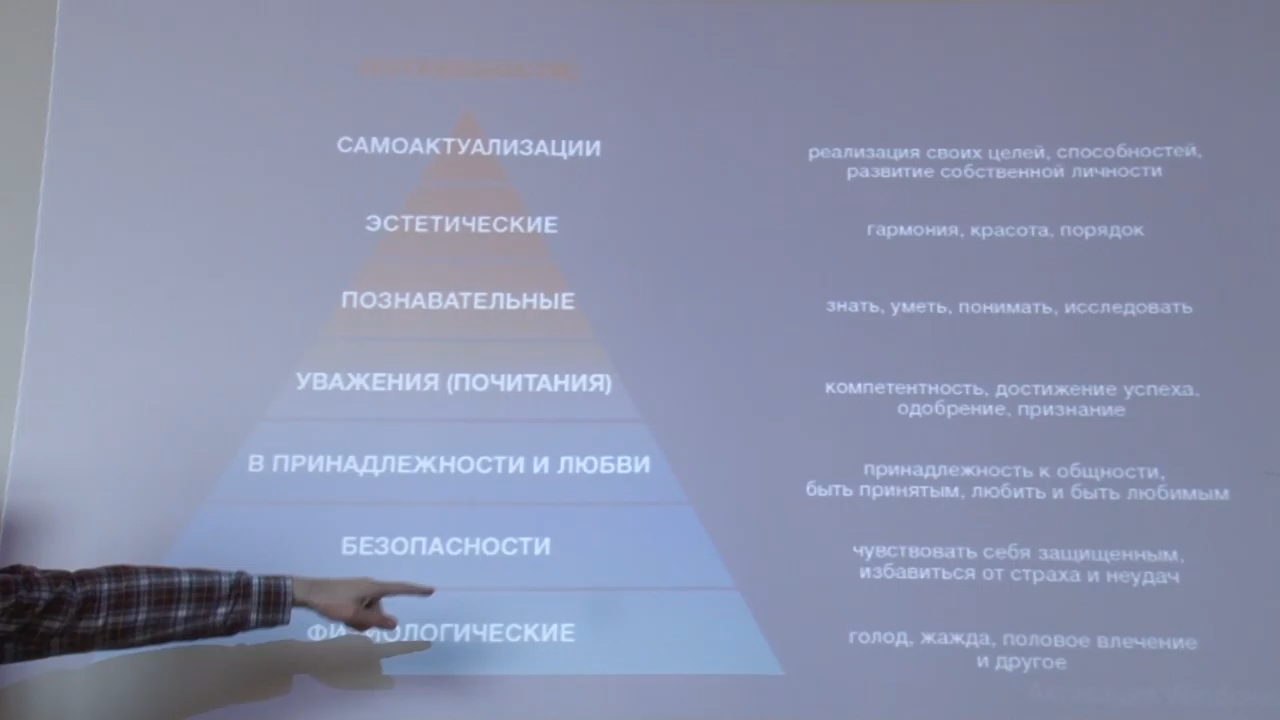 САМОАКТУАЛИЗАЦИИ
реализация своих целей, способностей,
развитие собственной личности
ЭСТЕТИЧЕСКИЕ
гармония, красота, порядок
ПОЗНАВАТЕЛЬНЫЕ
знать, уметь, понимать, исследовать
УВАЖЕНИЯ (ПОЧИТАНИЯ)
компетентность, достижение успеха,
одобрение, признание
В ПРИНАДЛЕЖНОСТИ И ЛЮБВИ
принадлежность к общности,
быть принятым, любить и быть любимым
БЕЗОПАСНОСТИ
чувствовать себя защищенным,
избавиться от страха и неудач
ФИЗИОЛОГИЧЕСКИЕ
голод, жажда, половое влечение
и другое